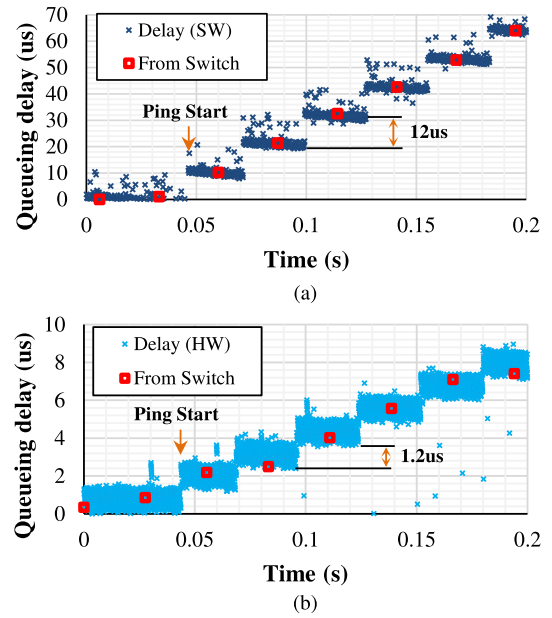 (a)
70
60
50
40
30
20
10
0
Queueing delay (us)
Delay (SW)
From Switch
Ping Start
12us
0 0.05 0.1 0.15 0.2
Time (s)
(a)
10
8
6
4
2
0
Queueing delay (us)
Delay (HW)
From Switch
Ping Start
1.2us
0 0.05 0.1 0.15 0.2
Time (s)
(b)